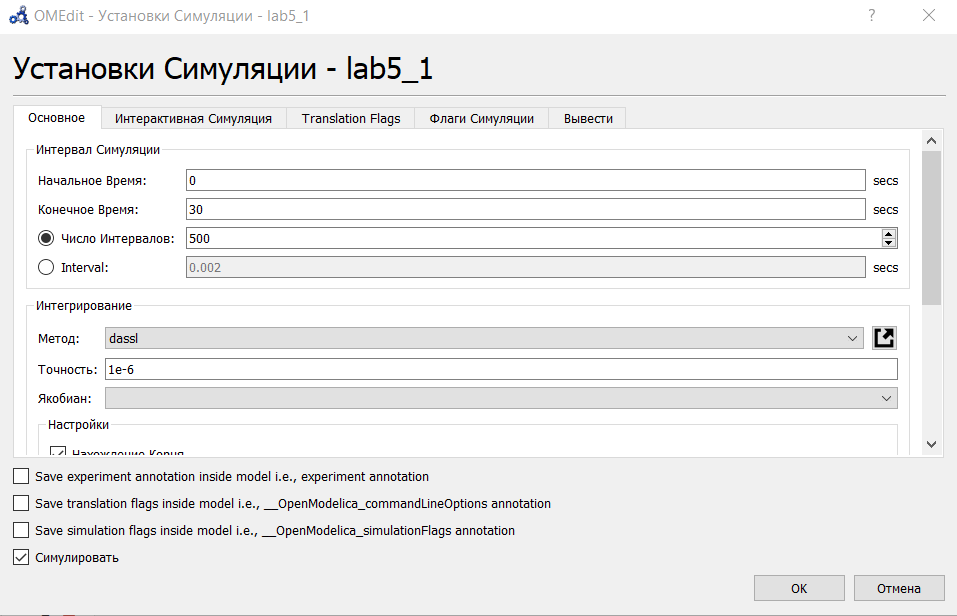 OMEdit - Установки Симуляции - lab5_1
?
Установки Симуляции - lab5_1
Основное Интерактивная Симуляция Translation Flags Флаги Симуляции Вывести
Интервал Симуляции
Начальное Время: 0 secs
Конечное Время: 30 secs
Число Интервалов: 500
Interval: 0.002 secs
Интегрирование
Метод: dassl
Точность: 1e-6
Якобиан:
Настройки
Нахождение Корня
Save experiment annotation inside model i.e., experiment annotation
Save translation flags inside model i.e., __OpenModelica_commandLineOptions annotation
Save simulation flags inside model i.e., __OpenModelica_simulationFlags annotation
Симулировать
OK Отмена